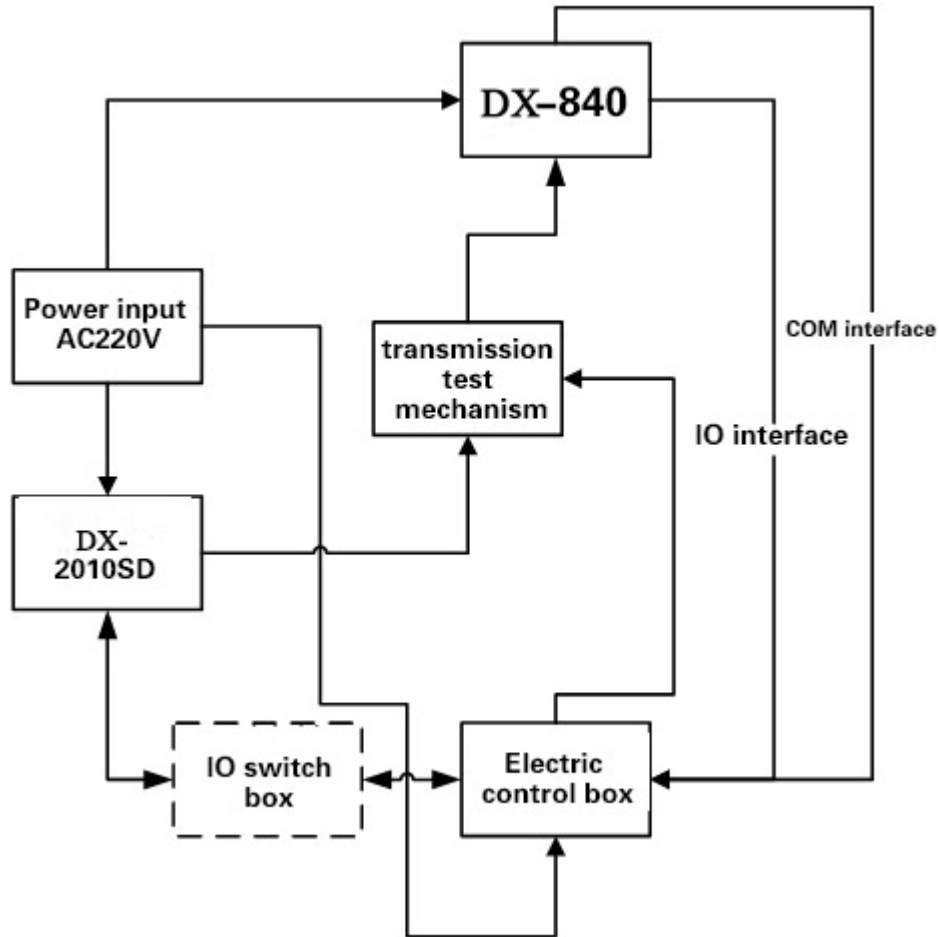 DX-840
Power input
AC220V
transmission
test
mechanism
COM interface
IO interface
DX-
2010SD
IO switch
box
Electric
control box